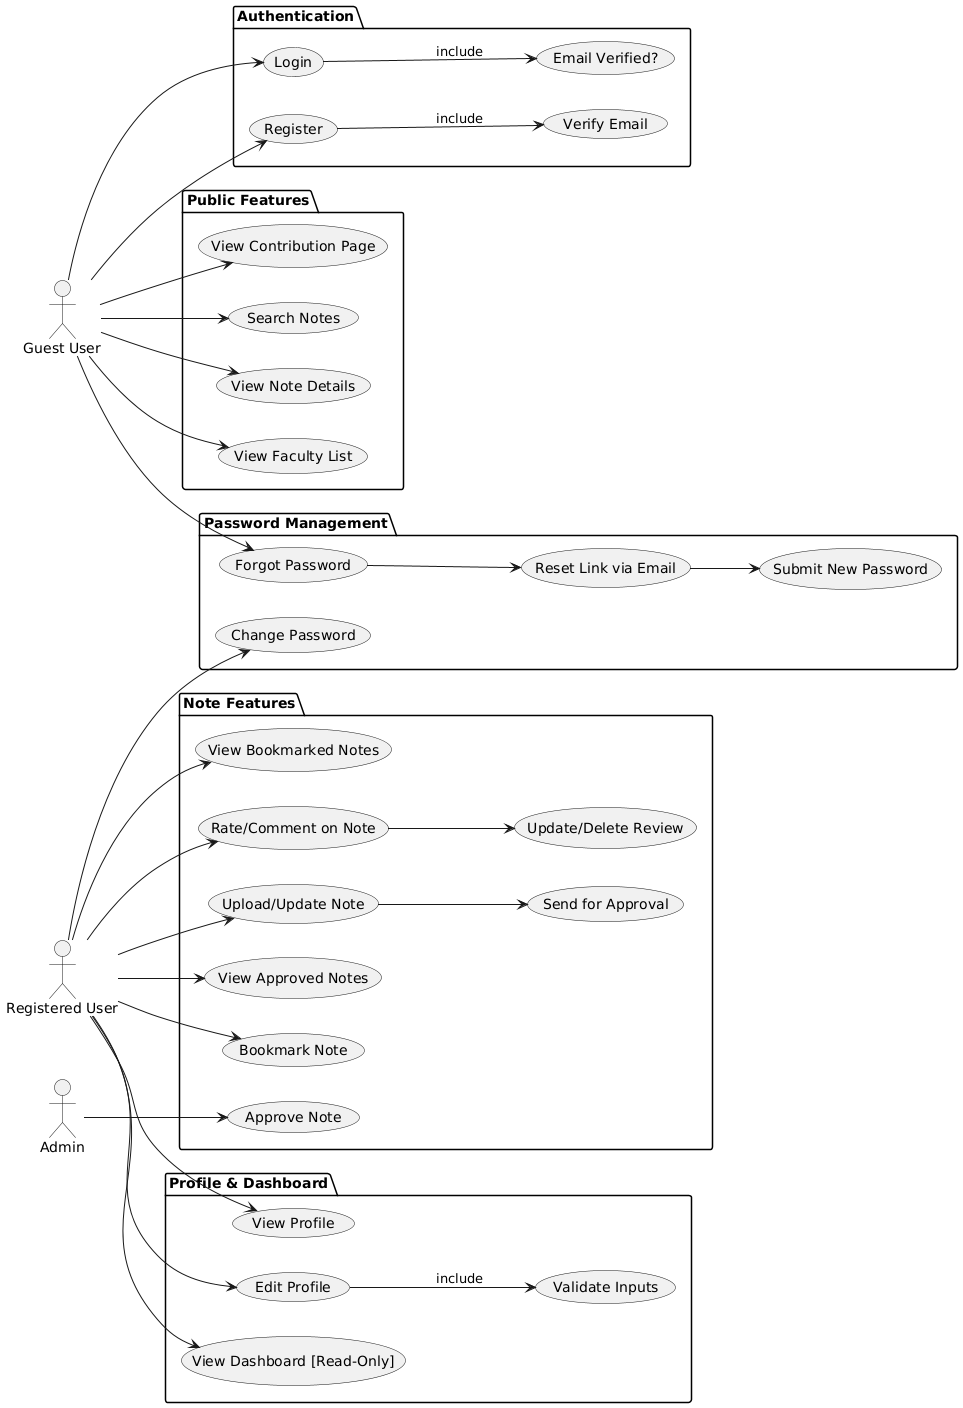 Authentication
Login
include
Email Verified?
Register
include
Verify Email
Public Features
View Contribution Page
Search Notes
View Note Details
View Faculty List
Guest User
Password Management
Forgot Password
Reset Link via Email
Submit New Password
Change Password
Note Features
View Bookmarked Notes
Rate/Comment on Note
Update/Delete Review
Upload/Update Note
Send for Approval
View Approved Notes
Bookmark Note
Approve Note
Registered User
Admin
Profile & Dashboard
View Profile
Edit Profile
include
Validate Inputs
View Dashboard [Read-Only]